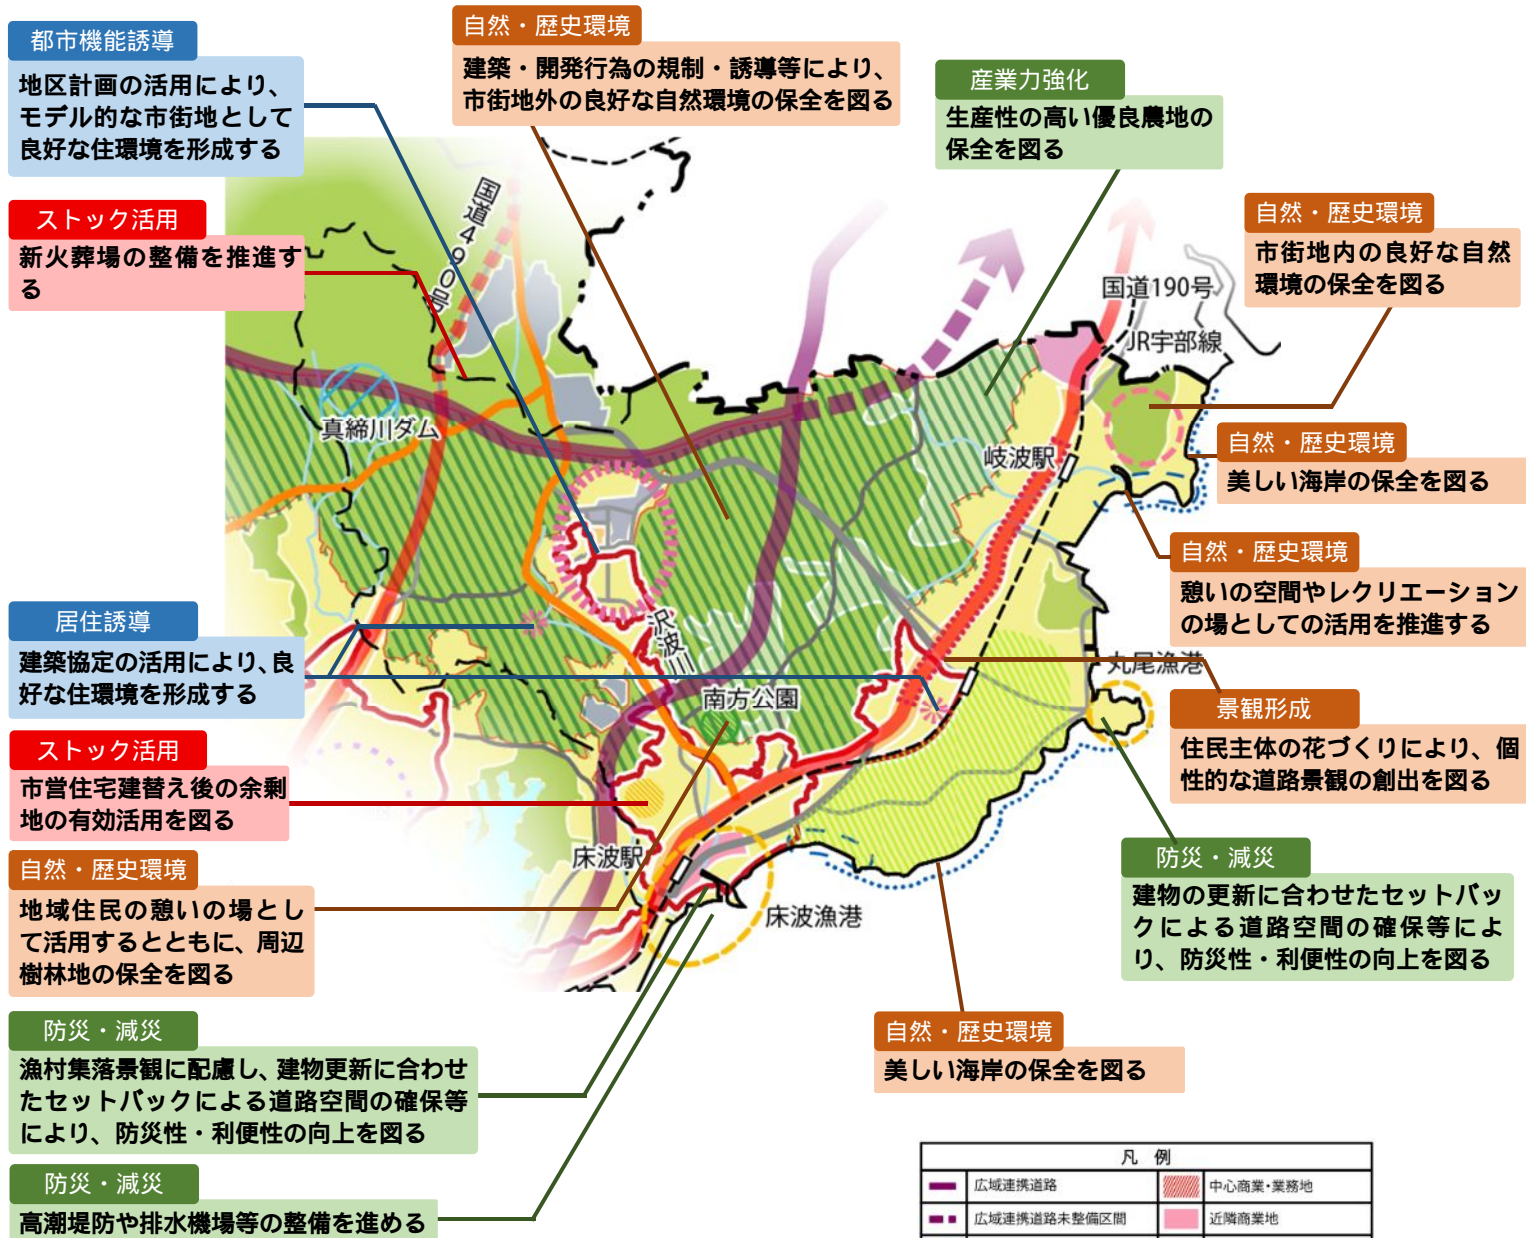 都市機能誘導
地区計画の活用により、
モデル的な市街地として
良好な住環境を形成する
自然・歴史環境
建築・開発行為の規制・誘導等により、
市街地外の良好な自然環境の保全を図る
産業力強化
生産性の高い優良農地の
保全を図る
ストック活用
新火葬場の整備を推進す
る
自然・歴史環境
市街地内の良好な自然
環境の保全を図る
国道490号
国道190号
JR宇部線
真締川ダム
岐波駅
自然・歴史環境
美しい海岸の保全を図る
自然・歴史環境
憩いの空間やレクリエーション
の場としての活用を推進する
居住誘導
建築協定の活用により、良
好な住環境を形成する
沢波川
丸尾漁港
南方公園
景観形成
住民主体の花づくりにより、個
性的な道路景観の創出を図る
ストック活用
市営住宅建替え後の余剰
地の有効活用を図る
床波駅
床波漁港
防災・減災
建物の更新に合わせたセットバッ
クによる道路空間の確保等によ
り、防災性・利便性の向上を図る
自然・歴史環境
地域住民の憩いの場とし
て活用するとともに、周辺
樹林地の保全を図る
自然・歴史環境
美しい海岸の保全を図る
防災・減災
漁村集落景観に配慮し、建物更新に合わせ
たセットバックによる道路空間の確保等
により、防災性・利便性の向上を図る
防災・減災
高潮堤防や排水機場等の整備を進める
凡 例
広域連携道路
中心商業・業務地
広域連携道路未整備区間
近隣商業地